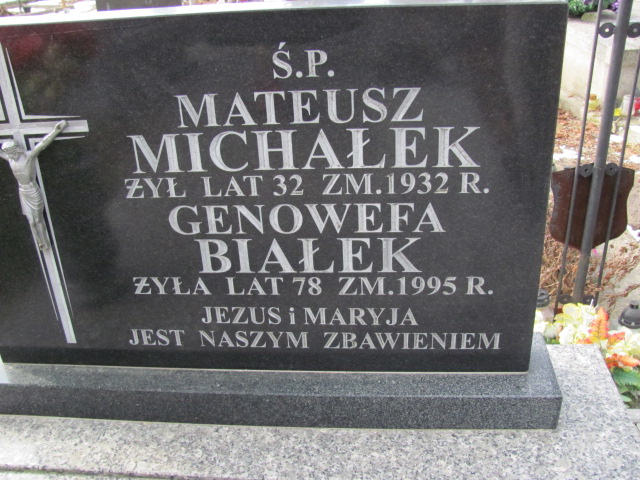 Ś.P.
MATEUSZ
MICHAŁEK
ŻYŁ LAT 32 ZM.1932 R.
GENOWEFA
BIAŁEK
ŻYŁA LAT 78 ZM.1995 R.
JEZUS i MARYJA
JEST NASZYM ZBAWIENIEM